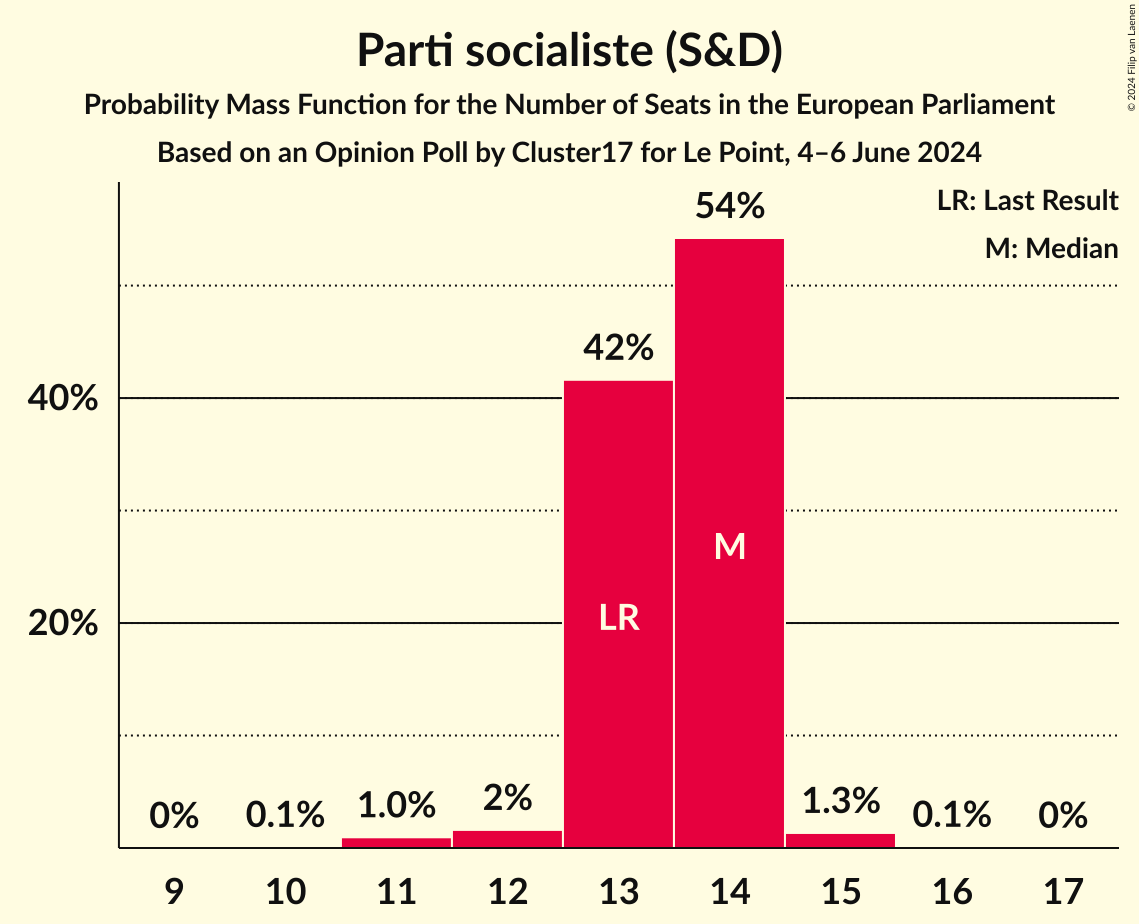 Parti socialiste (S&D)
Probability Mass Function for the Number of Seats in the European Parliament
Based on an Opinion Poll by Cluster17 for Le Point, 4–6 June 2024
© 2024 Filip van Laenen
LR: Last Result
M: Median
54%
42%
40%
M
LR
20%
0%
0.1%
1.0%
2%
1.3%
0.1%
0%
9 10 11 12 13 14 15 16 17